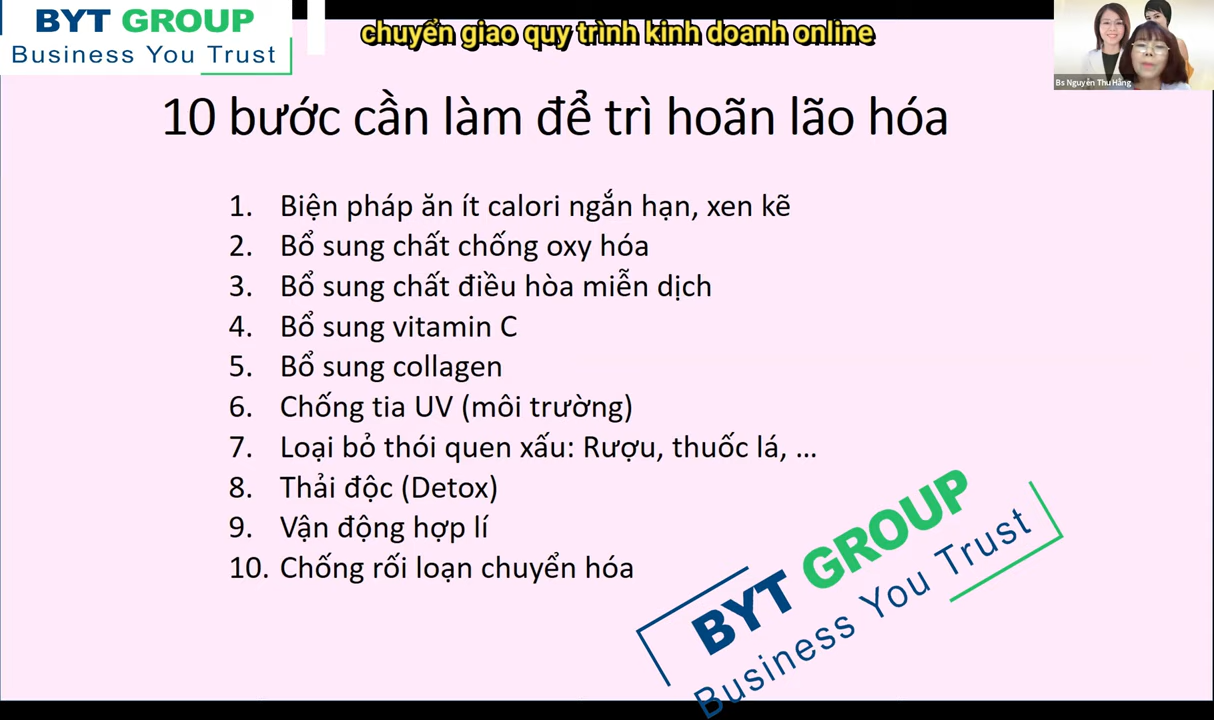 BYT GROUP
Business You Trust
chuyển giao quy trình kinh doanh online
Bs Nguyễn Thu Hằng
10 bước cần làm để trì hoãn lão hóa
1. Biện pháp ăn ít calori ngắn hạn, xen kẽ
2. Bổ sung chất chống oxy hóa
3. Bổ sung chất điều hòa miễn dịch
4. Bổ sung vitamin C
5. Bổ sung collagen
6. Chống tia UV (môi trường)
7. Loại bỏ thói quen xấu: Rượu, thuốc lá, ...
8. Thải độc (Detox)
9. Vận động hợp lí
10. Chống rối loạn chuyển hóa
BYT GROUP
Business You Trust